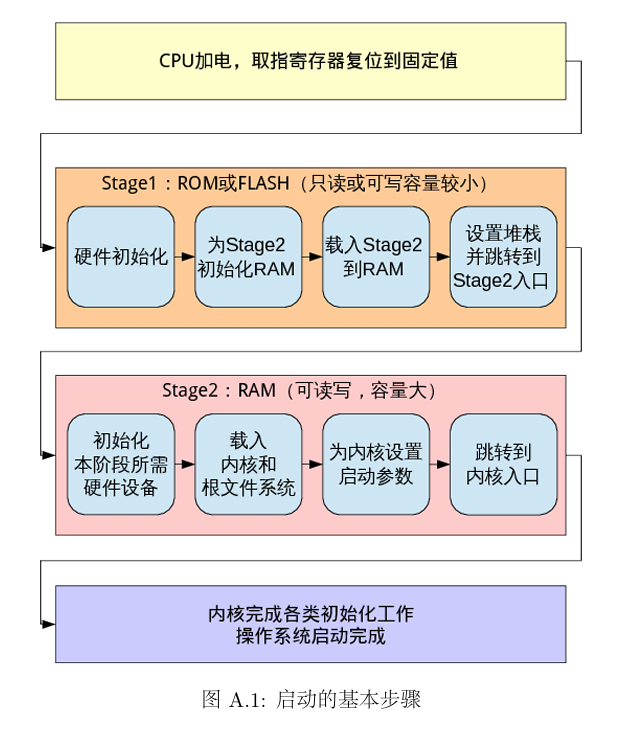 CPU加电，取指寄存器复位到固定值
Stage1：ROM或FLASH（只读或可写容量较小）
硬件初始化
为Stage2
初始化RAM
载入Stage2
到RAM
设置堆栈
并跳转到
Stage2入口
Stage2：RAM（可读写，容量大）
初始化
本阶段所需
硬件设备
载入
内核和
根文件系统
为内核设置
启动参数
跳转到
内核入口
内核完成各类初始化工作
操作系统启动完成
图 A.1: 启动的基本步骤